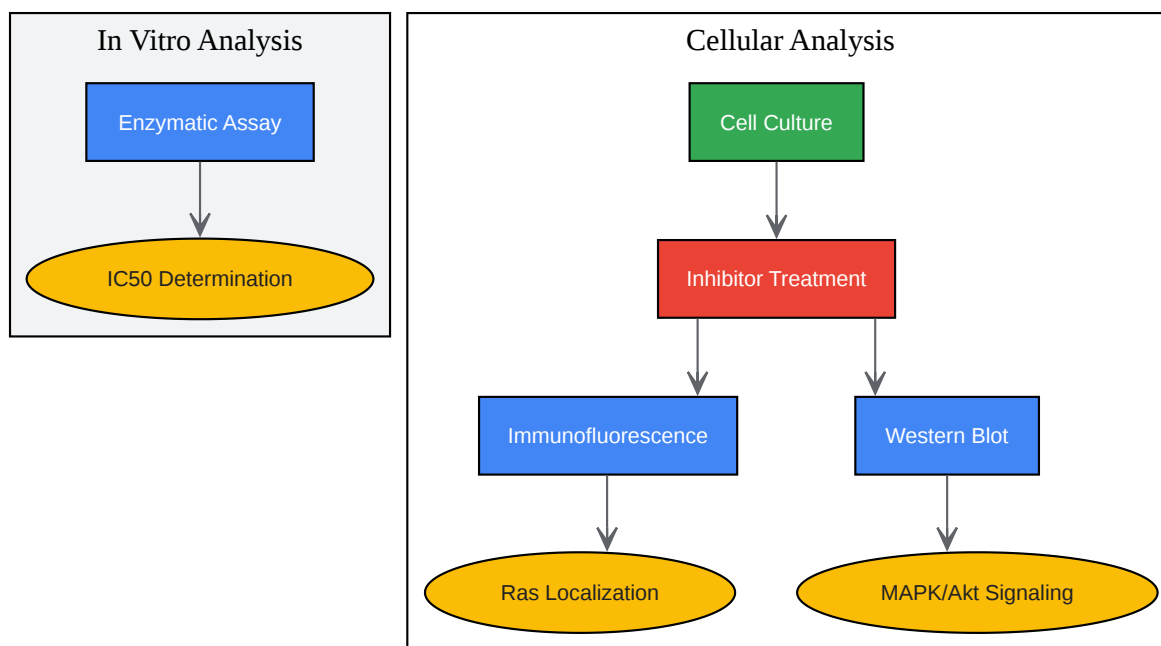 In Vitro Analysis
Enzymatic Assay
IC50 Determination
Cellular Analysis
Cell Culture
Inhibitor Treatment
Immunofluorescence
Western Blot
Ras Localization
MAPK/Akt Signaling